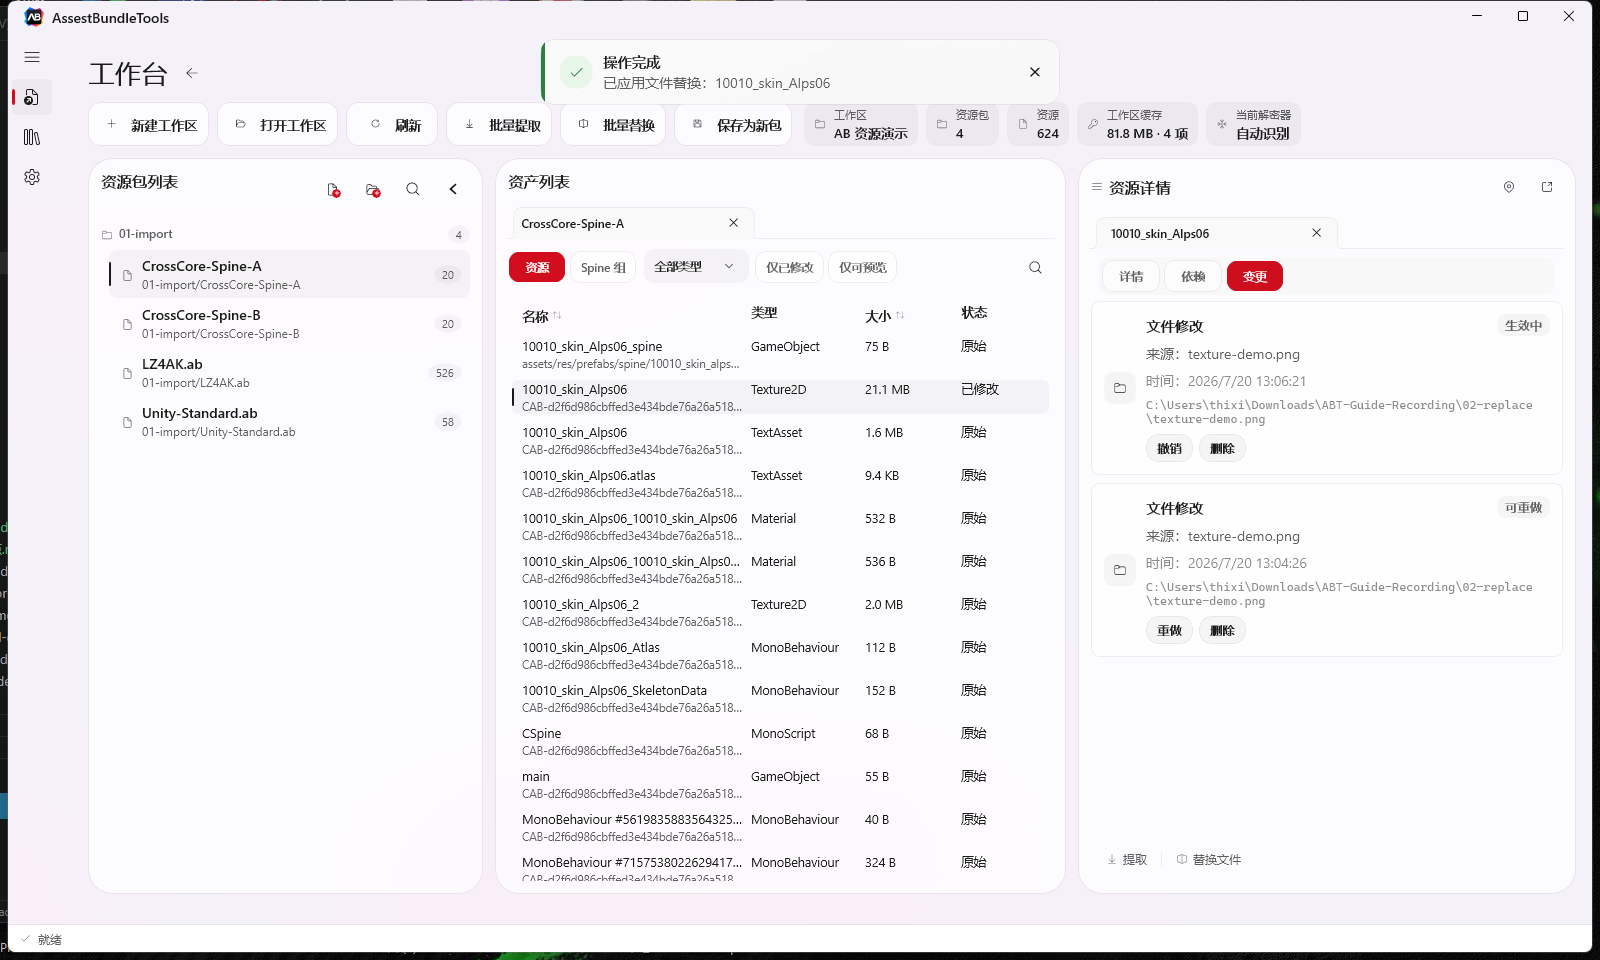 AssestBundleTools
操作完成
已应用文件替换：10010_skin_Alps06
工作台
新建工作区
打开工作区
刷新
批量提取
批量替换
保存为新包
工作区
AB 资源演示
资源包
4
资源
624
工作区缓存
81.8 MB · 4 项
当前解密器
自动识别
资源包列表
01-import
4
CrossCore-Spine-A
01-import/CrossCore-Spine-A
20
CrossCore-Spine-B
01-import/CrossCore-Spine-B
20
LZ4AK.ab
01-import/LZ4AK.ab
526
Unity-Standard.ab
01-import/Unity-Standard.ab
58
资产列表
CrossCore-Spine-A
资源 Spine 组 全部类型 仅已修改 仅可预览
名称 类型 大小 状态
10010_skin_Alps06_spine GameObject 75 B 原始
assets/res/prefabs/spine/10010_skin_alps...
10010_skin_Alps06 Texture2D 21.1 MB 已修改
CAB-d2f6d986cbffed3e434bde76a26a518...
10010_skin_Alps06 TextAsset 1.6 MB 原始
CAB-d2f6d986cbffed3e434bde76a26a518...
10010_skin_Alps06.atlas TextAsset 9.4 KB 原始
CAB-d2f6d986cbffed3e434bde76a26a518...
10010_skin_Alps06_10010_skin_Alps06 Material 532 B 原始
CAB-d2f6d986cbffed3e434bde76a26a518...
10010_skin_Alps06_10010_skin_Alps0... Material 536 B 原始
CAB-d2f6d986cbffed3e434bde76a26a518...
10010_skin_Alps06_2 Texture2D 2.0 MB 原始
CAB-d2f6d986cbffed3e434bde76a26a518...
10010_skin_Alps06_Atlas MonoBehaviour 112 B 原始
CAB-d2f6d986cbffed3e434bde76a26a518...
10010_skin_Alps06_SkeletonData MonoBehaviour 152 B 原始
CAB-d2f6d986cbffed3e434bde76a26a518...
CSpine MonoScript 68 B 原始
CAB-d2f6d986cbffed3e434bde76a26a518...
main GameObject 55 B 原始
CAB-d2f6d986cbffed3e434bde76a26a518...
MonoBehaviour #5619835883564325... MonoBehaviour 40 B 原始
CAB-d2f6d986cbffed3e434bde76a26a518...
MonoBehaviour #7157538022629417... MonoBehaviour 324 B 原始
CAB-d2f6d986cbffed3e434bde76a26a518...
资源详情
10010_skin_Alps06
详情 依赖 变更
文件修改
生效中
来源：texture-demo.png
时间：2026/7/20 13:06:21
C:\Users\thixi\Downloads\ABT-Guide-Recording\02-replace
\texture-demo.png
撤销 删除
文件修改
可重做
来源：texture-demo.png
时间：2026/7/20 13:04:26
C:\Users\thixi\Downloads\ABT-Guide-Recording\02-replace
\texture-demo.png
重做 删除
提取 替换文件
就绪